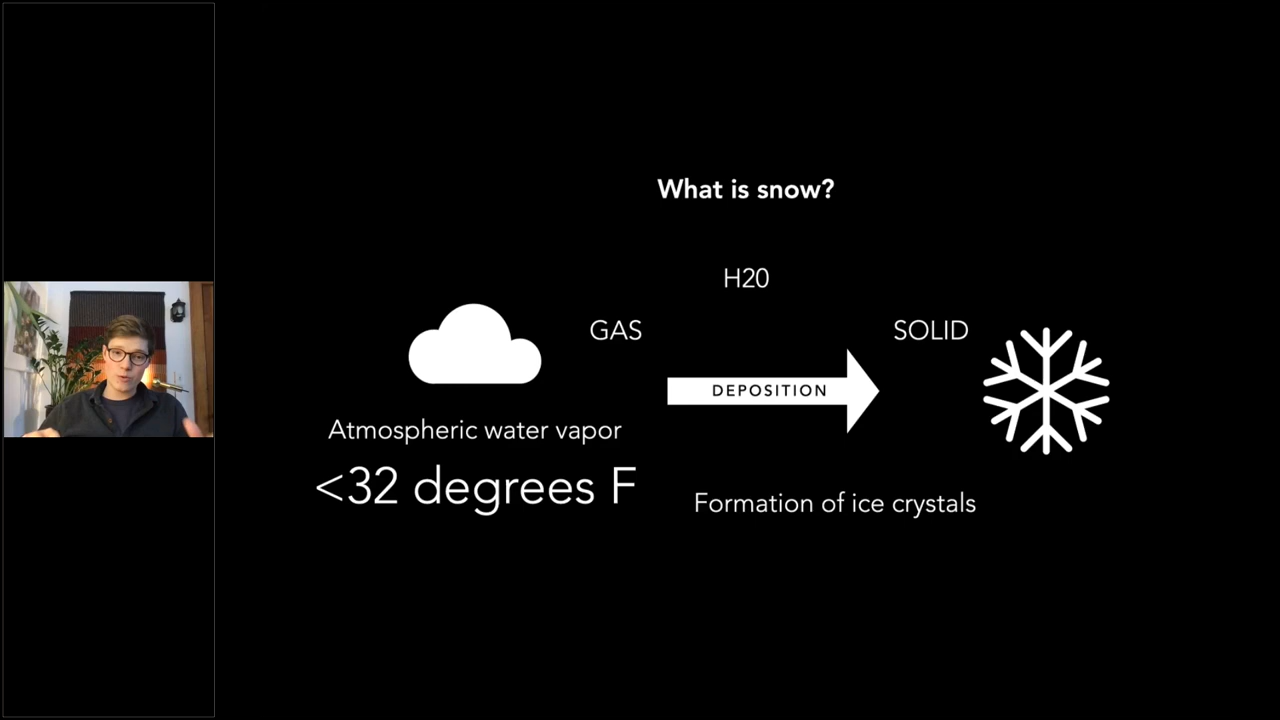 What is snow?
H20
GAS
SOLID
DEPOSITION
Atmospheric water vapor
<32 degrees F
Formation of ice crystals